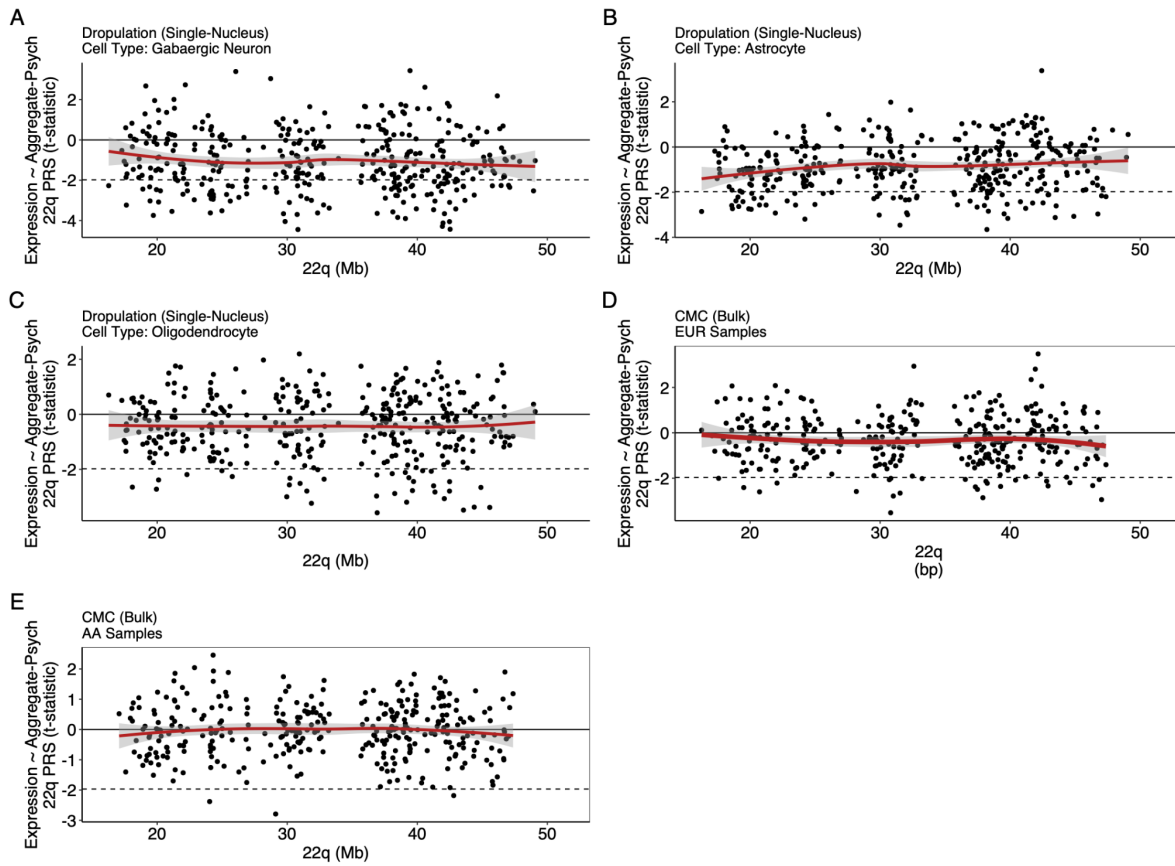 A
Dropulation (Single-Nucleus)
Cell Type: Gabaergic Neuron
Expression ~ Aggregate-Psych
22q PRS (t-statistic)
2
0
-2
-4
20
30
40
50
22q (Mb)
B
Dropulation (Single-Nucleus)
Cell Type: Astrocyte
Expression ~ Aggregate-Psych
22q PRS (t-statistic)
2
0
-2
-4
20
30
40
50
22q (Mb)
C
Dropulation (Single-Nucleus)
Cell Type: Oligodendrocyte
Expression ~ Aggregate-Psych
22q PRS (t-statistic)
2
0
-2
20
30
40
50
22q (Mb)
D
CMC (Bulk)
EUR Samples
Expression ~ Aggregate-Psych
22q PRS (t-statistic)
2
0
-2
20
30
40
50
22q
(bp)
E
CMC (Bulk)
AA Samples
Expression ~ Aggregate-Psych
22q PRS (t-statistic)
2
1
0
-1
-2
-3
20
30
40
50
22q (Mb)